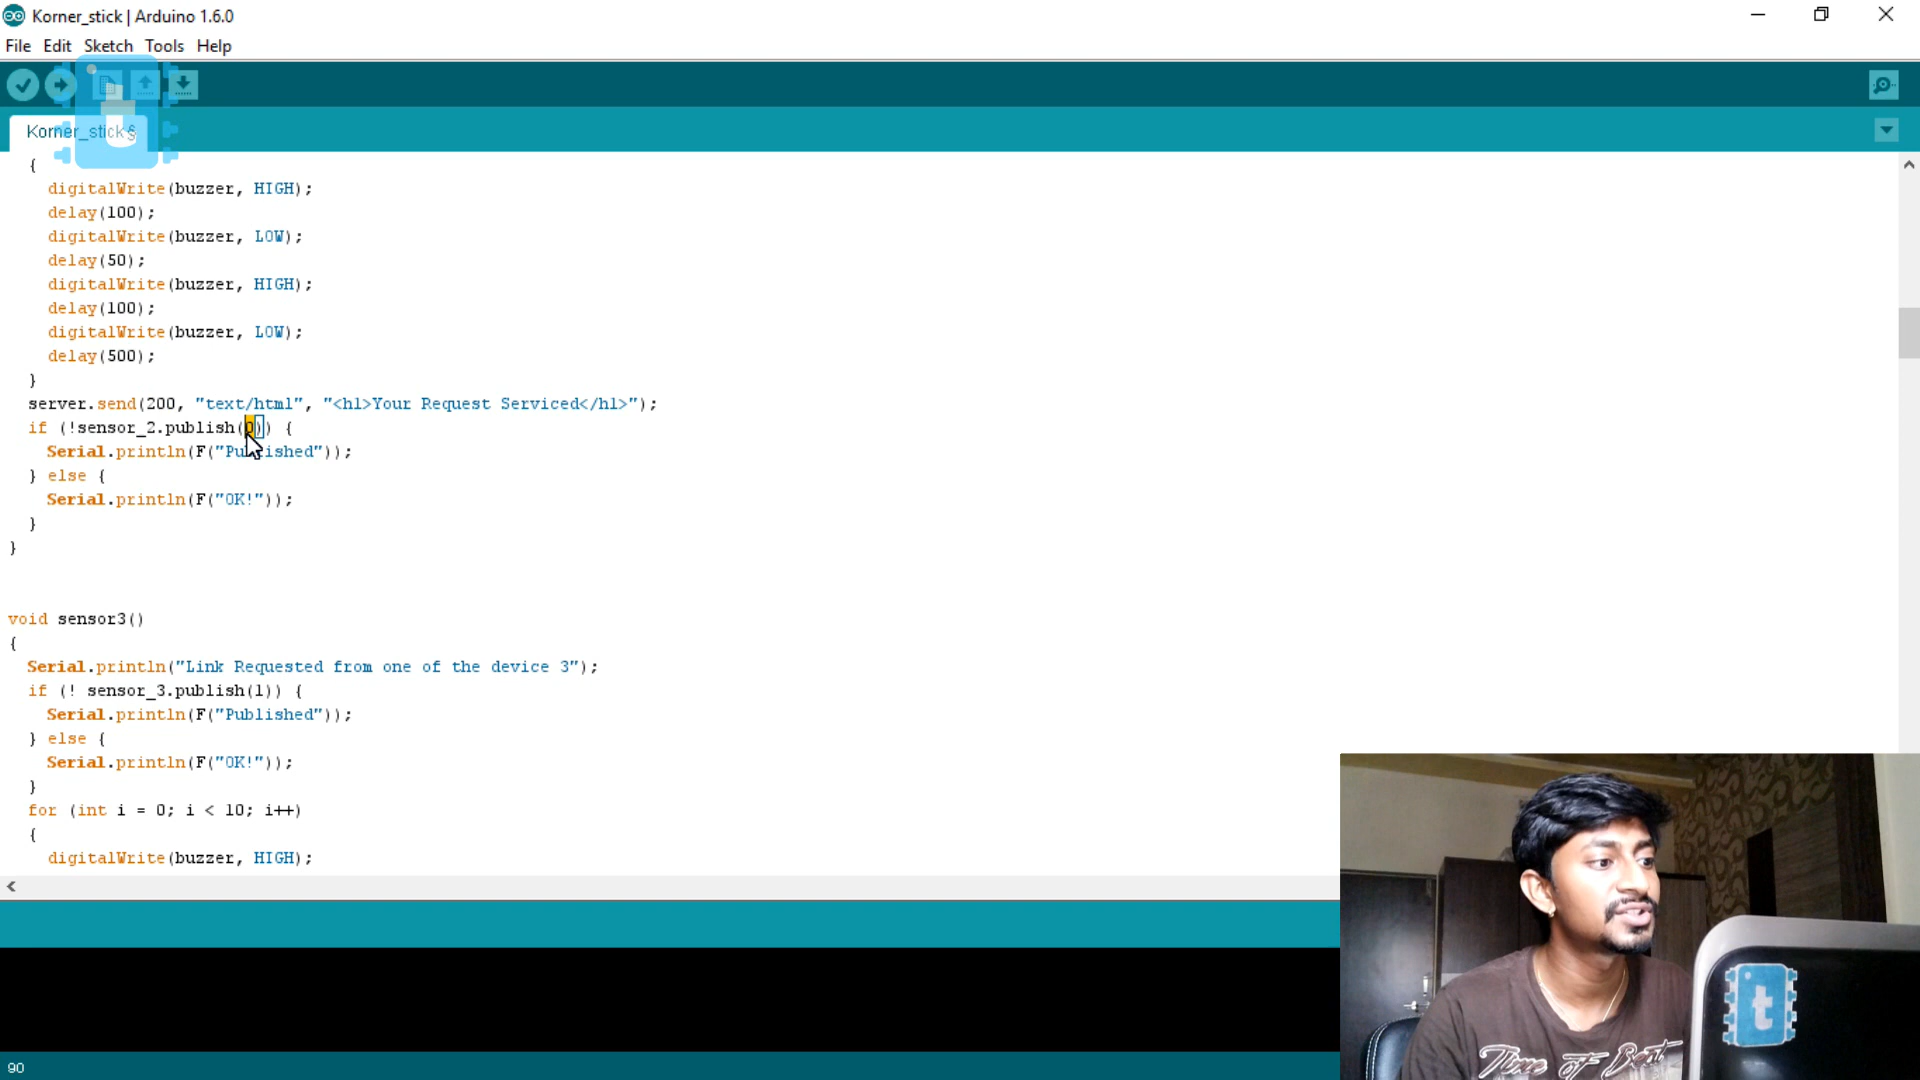 Korner_stick | Arduino 1.6.0
File Edit Sketch Tools Help
Korner_stick§
{
digitalWrite(buzzer, HIGH);
delay(100);
digitalWrite(buzzer, LOW);
delay(50);
digitalWrite(buzzer, HIGH);
delay(100);
digitalWrite(buzzer, LOW);
delay(500);
}
server.send(200, "text/html", "<h1>Your Request Serviced</h1>");
if (!sensor_2.publish(0)) {
Serial.println(F("Published"));
} else {
Serial.println(F("OK!"));
}
}
void sensor3()
{
Serial.println("Link Requested from one of the device 3");
if (! sensor_3.publish(1)) {
Serial.println(F("Published"));
} else {
Serial.println(F("OK!"));
}
for (int i = 0; i < 10; i++)
{
digitalWrite(buzzer, HIGH);
t
Time of Beat
90